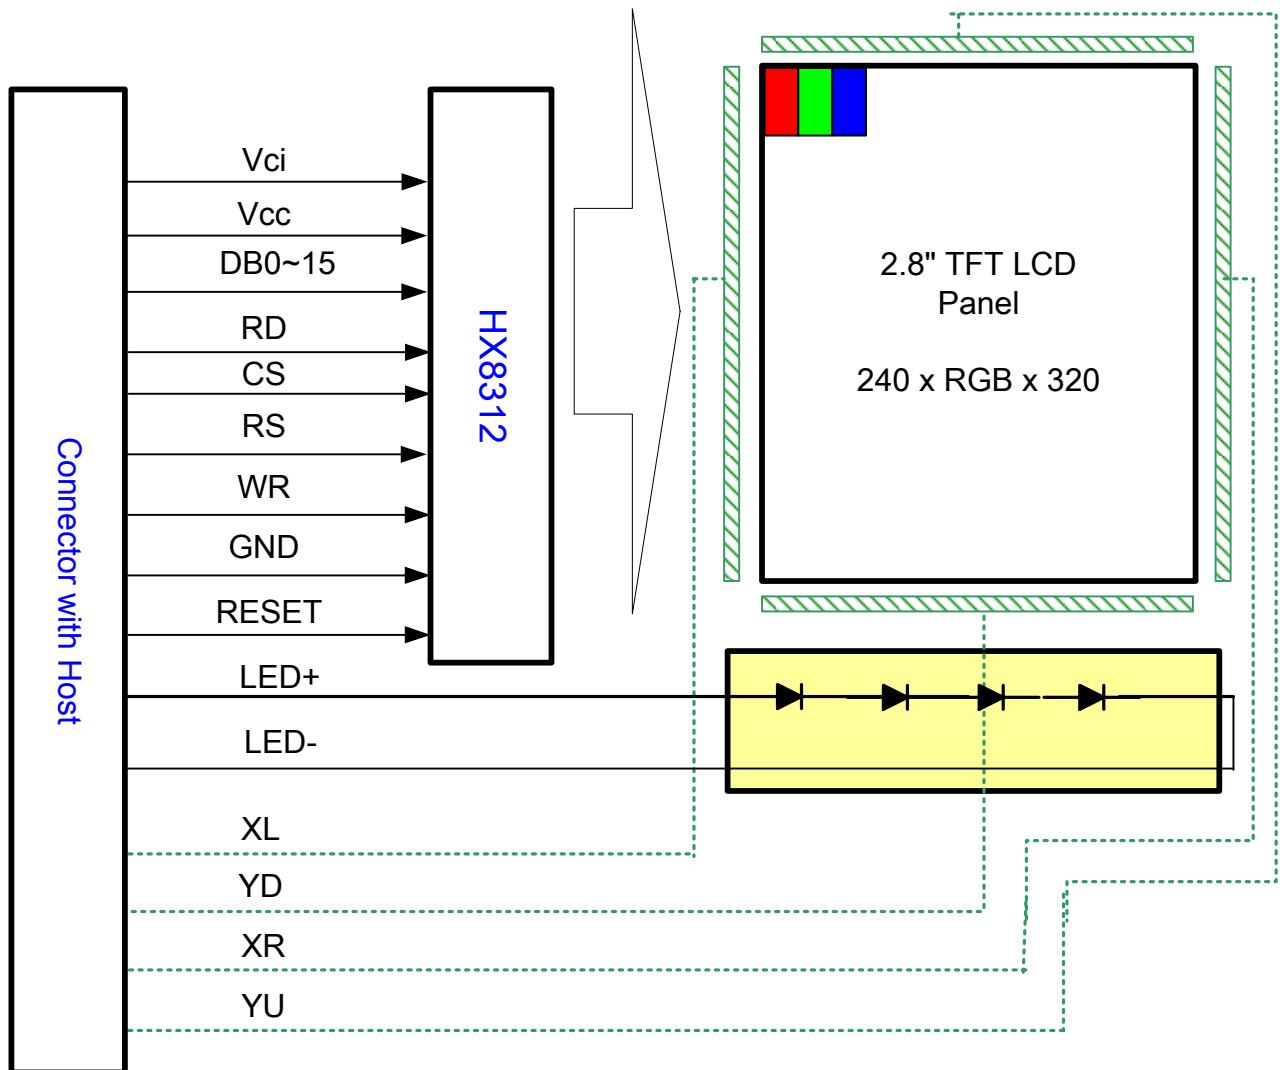 Connector with Host
Vci
Vcc
DB0~15
RD
CS
RS
WR
GND
RESET
LED+
LED-
XL
YD
XR
YU
HX8312
2.8" TFT LCD
Panel
240 x RGB x 320